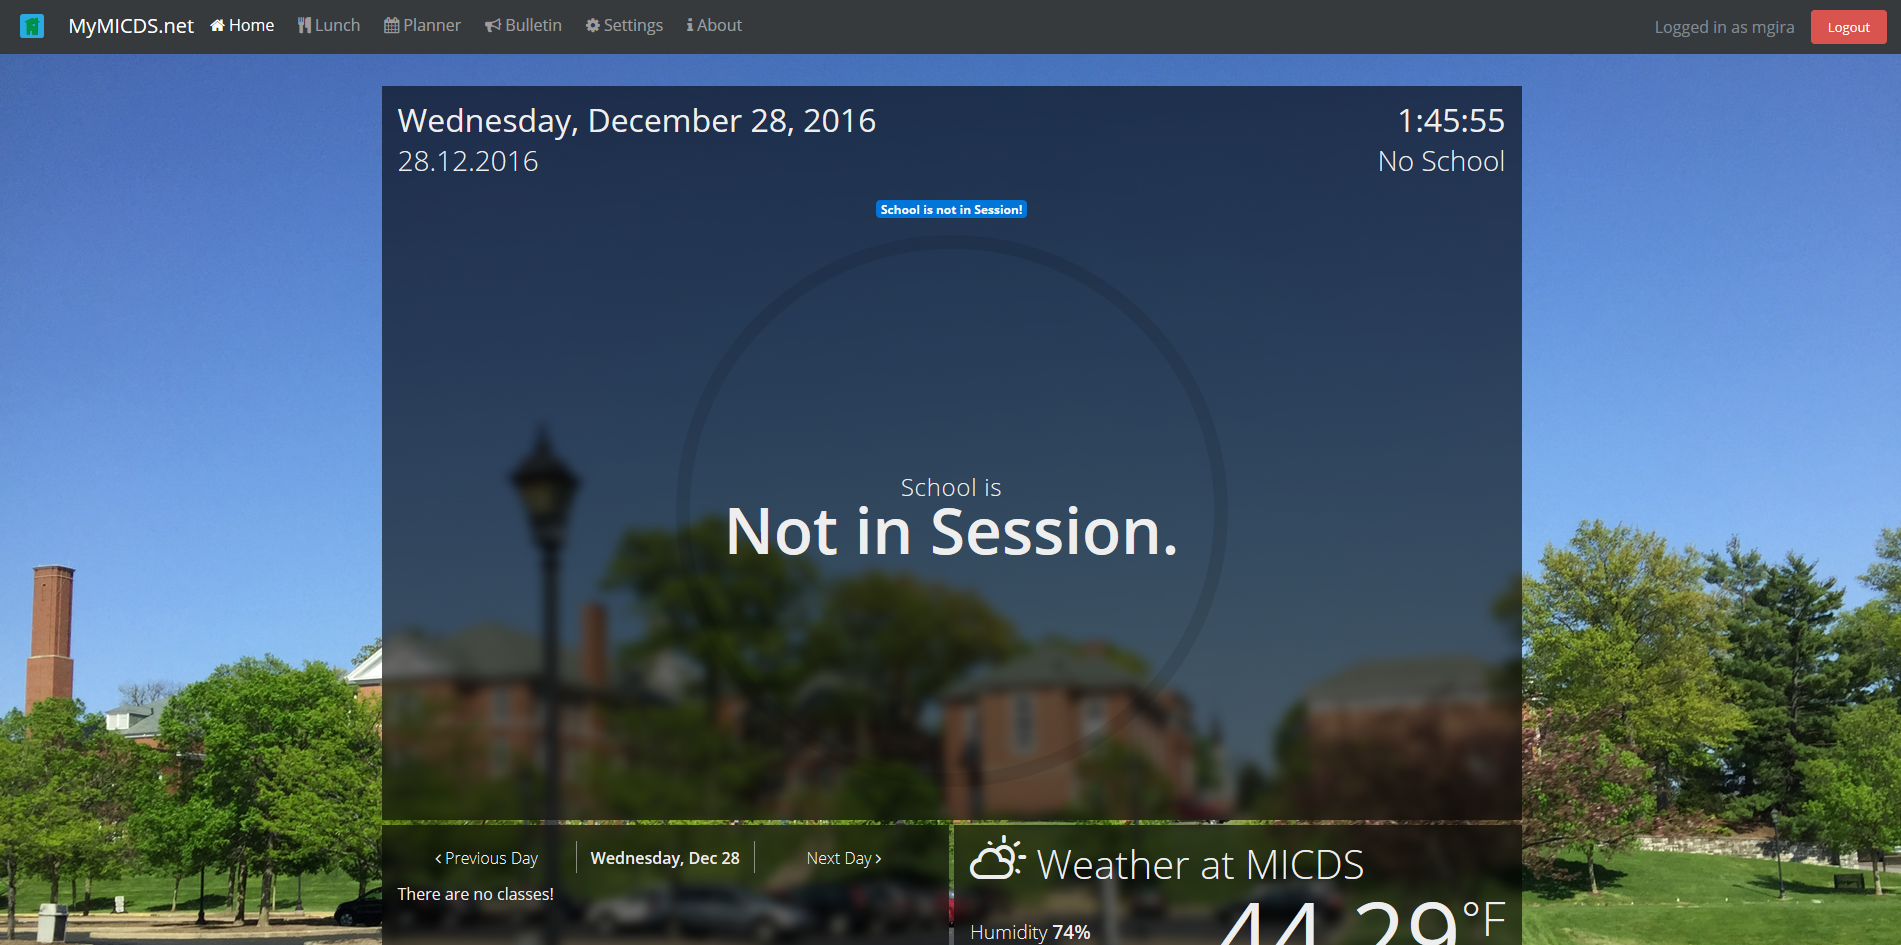 MyMICDS.net Home Lunch Planner Bulletin Settings About Logged in as mgira Logout
Wednesday, December 28, 2016 1:45:55
28.12.2016 No School
School is not in Session!
School is
Not in Session.
Previous Day Wednesday, Dec 28 Next Day
There are no classes!
Weather at MICDS
44.29°F
Humidity 74%